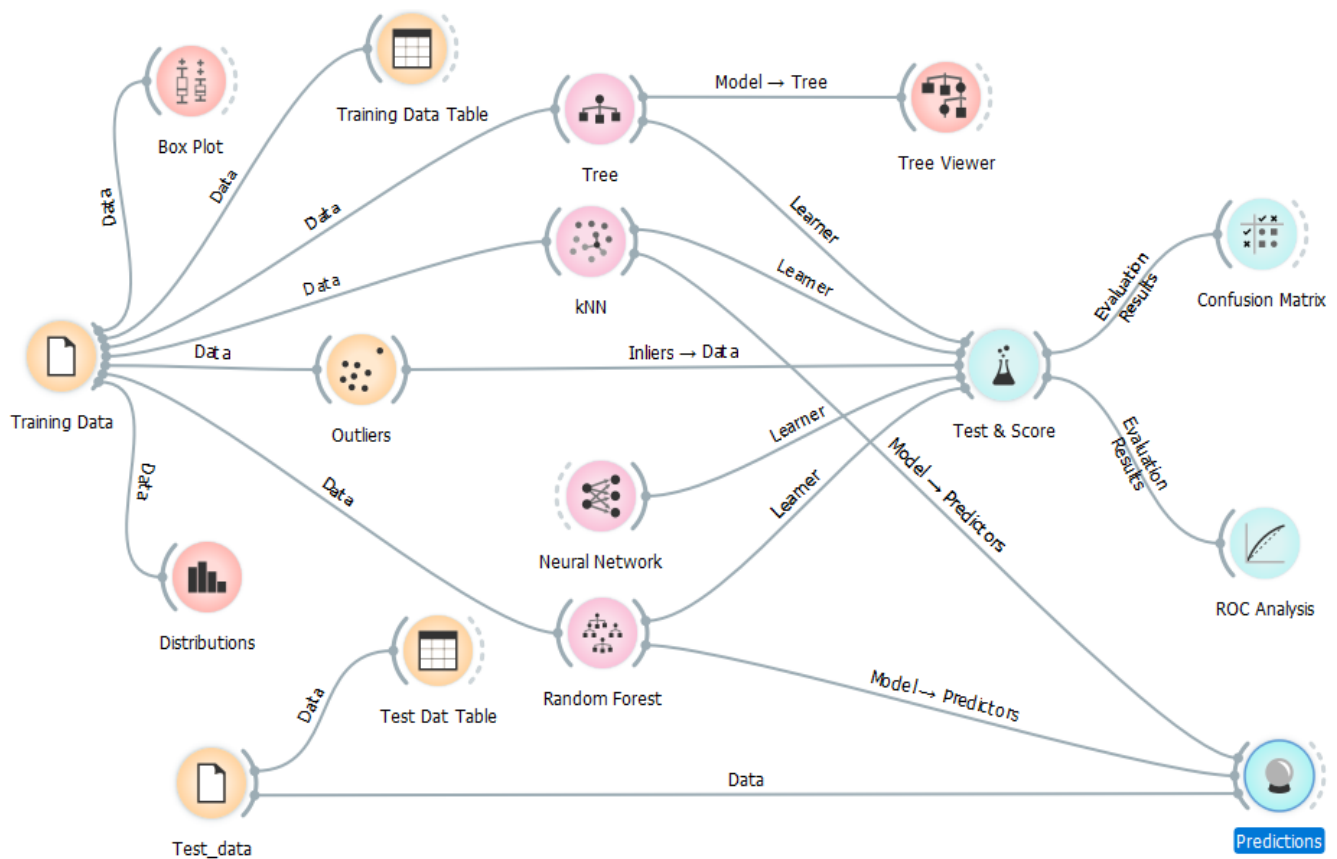 Training Data Table
Box Plot
Model → Tree
Tree
Tree Viewer
Data
Data
Data
Data
Learner
Learner
kNN
Evaluation
Results
Confusion Matrix
Training Data
Data
Outliers
Inliers → Data
Test & Score
Learner
Learner
Model → Predictors
Evaluation
Results
Data
Data
Neural Network
Distributions
ROC Analysis
Random Forest
Model → Predictors
Data
Test Dat Table
Test_data
Data
Predictions